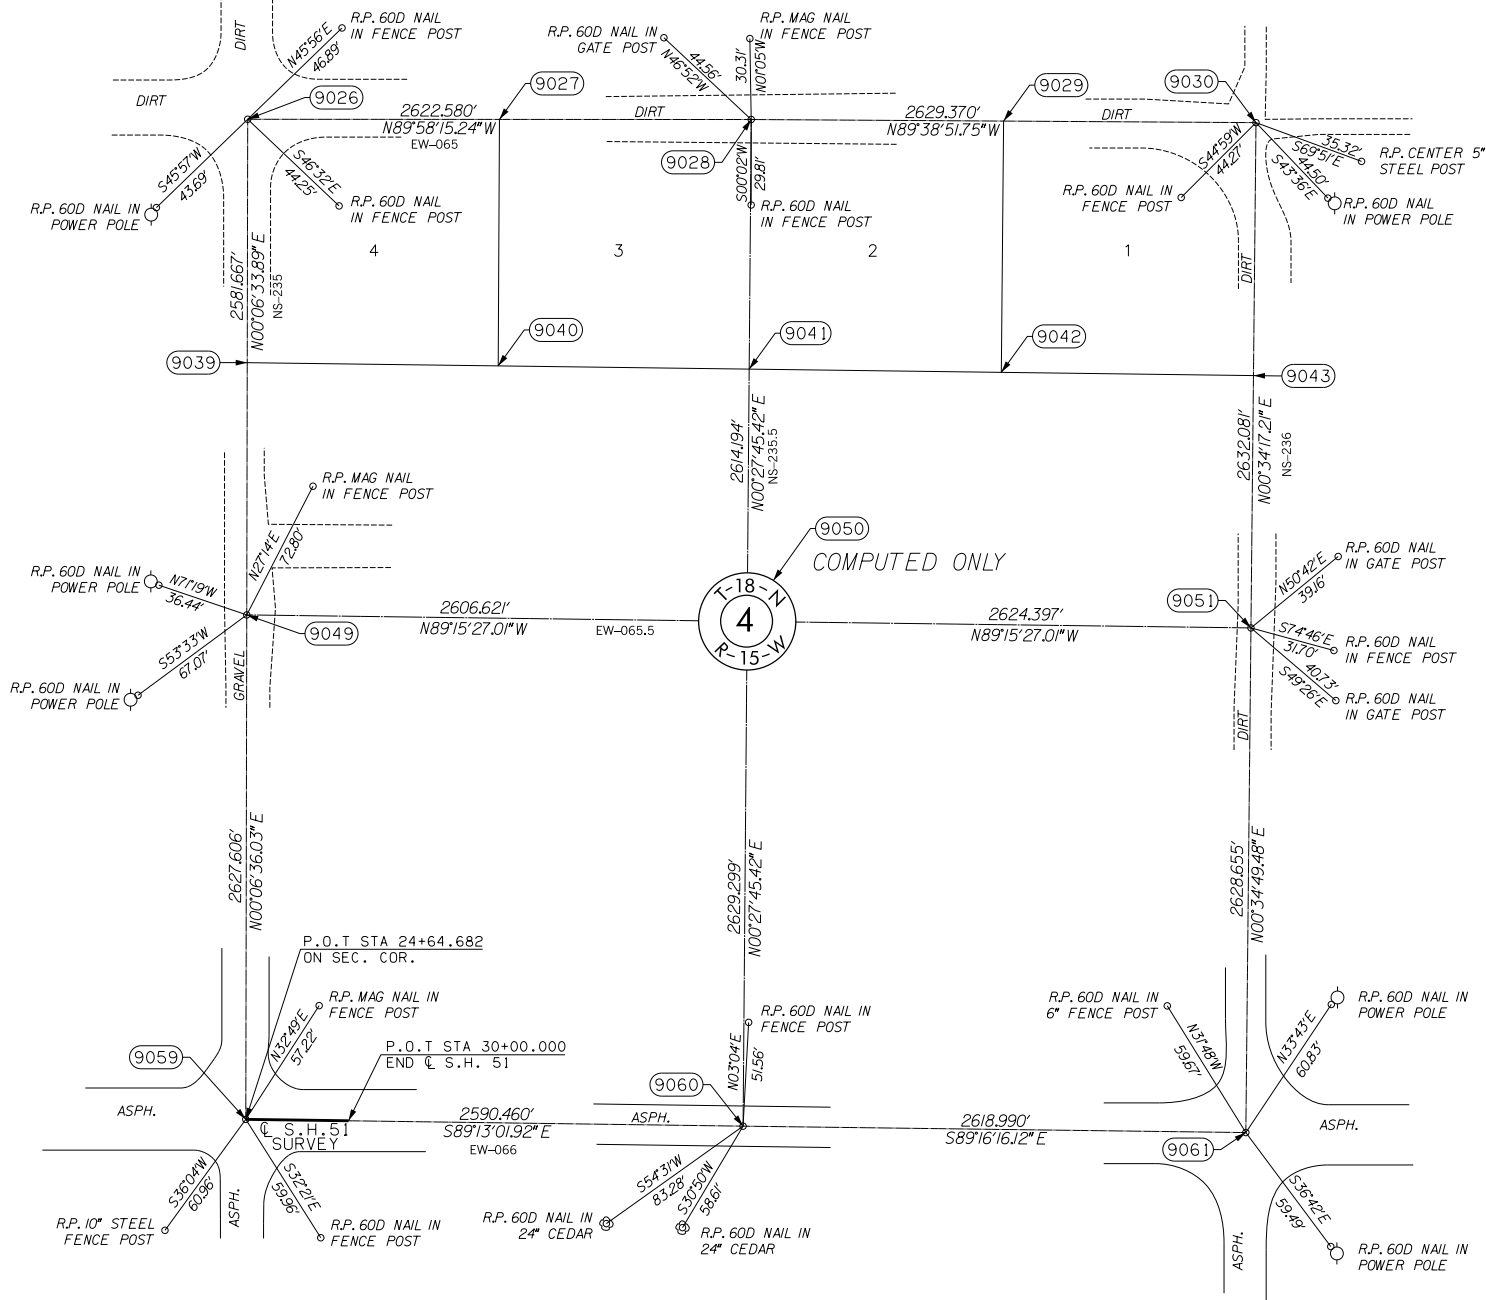 DIRT
N45°56'E
46.89'
R.P. 60D NAIL
IN FENCE POST
R.P. 60D NAIL IN
GATE POST
44.56'
N46°52'W
R.P. MAG NAIL
IN FENCE POST
30.31'
N01°05'W
DIRT
9026
9027
9029
9030
2622.580'
N89°58'15.24"W
EW-065
DIRT
2629.370'
N89°38'51.75"W
DIRT
9028
S00°02'W
29.81'
R.P. 60D NAIL
IN FENCE POST
S45°57'W
43.69'
R.P. 60D NAIL IN
POWER POLE
S46°32'E
44.25'
R.P. 60D NAIL
IN FENCE POST
S44°59'W
44.27'
R.P. 60D NAIL IN
FENCE POST
35.32'
S69°51'E
R.P. CENTER 5"
STEEL POST
44.50'
S43°36'E
R.P. 60D NAIL
IN POWER POLE
4
3
2
1
DIRT
2581.667'
N00°06'33.89"E
NS-235
9039
9040
9041
9042
9043
2614.194'
N00°27'45.42"E
NS-235.5
2632.081'
N00°34'17.21"E
NS-236
R.P. MAG NAIL
IN FENCE POST
N27°14'E
72.80'
R.P. 60D NAIL IN
POWER POLE
N71°19'W
36.44'
9049
S53°33'W
67.07'
R.P. 60D NAIL IN
POWER POLE
GRAVEL
2606.621'
N89°15'27.01"W
EW-065.5
9050
COMPUTED ONLY
T-18-N
4
R-15-W
2624.397'
N89°15'27.01"W
9051
N50°42'E
39.16'
R.P. 60D NAIL
IN GATE POST
S74°46'E
31.70'
R.P. 60D NAIL
IN FENCE POST
40.73'
S49°26'E
R.P. 60D NAIL
IN GATE POST
DIRT
2627.606'
N00°06'36.03"E
2629.299'
N00°27'45.42"E
2628.655'
N00°34'49.48"E
P.O.T STA 24+64.682
ON SEC. COR.
R.P. MAG NAIL IN
FENCE POST
N32°49'E
57.22'
P.O.T STA 30+00.000
END ℄ S.H. 51
9059
ASPH.
℄ S.H.51
SURVEY
2590.460'
S89°13'01.92"E
EW-066
ASPH.
9060
N03°04'E
51.56'
R.P. 60D NAIL IN
FENCE POST
2618.990'
S89°16'16.12"E
R.P. 60D NAIL IN
6" FENCE POST
N31°48'W
59.67'
N33°43'E
60.83'
R.P. 60D NAIL IN
POWER POLE
ASPH.
9061
S36°04'W
60.96'
R.P. 10" STEEL
FENCE POST
ASPH.
S32°21'E
59.96'
R.P. 60D NAIL IN
FENCE POST
S54°31'W
83.28'
R.P. 60D NAIL IN
24" CEDAR
S30°50'W
58.61'
R.P. 60D NAIL IN
24" CEDAR
S36°42'E
59.49'
R.P. 60D NAIL IN
POWER POLE
ASPH.